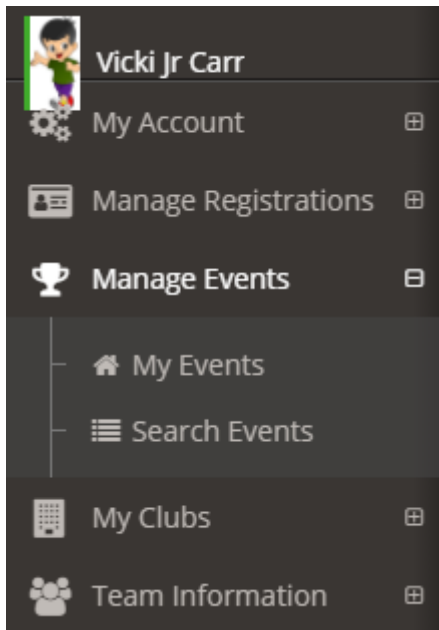 Vicki Jr Carr
My Account
Manage Registrations
Manage Events
My Events
Search Events
My Clubs
Team Information